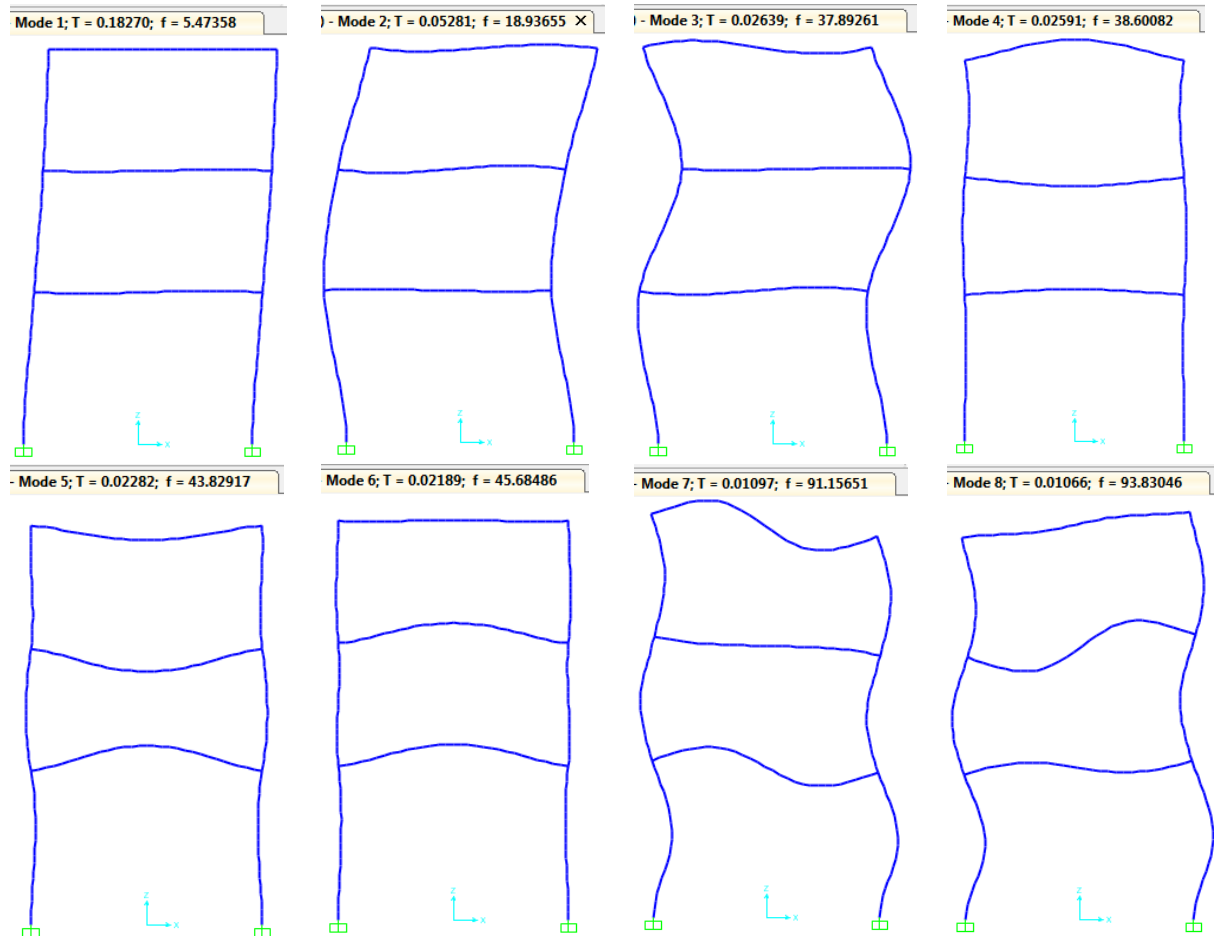 Mode 1; T = 0.18270; f = 5.47358
) - Mode 2; T = 0.05281; f = 18.93655 ×
) - Mode 3; T = 0.02639; f = 37.89261
- Mode 4; T = 0.02591; f = 38.60082
Z
X
Z
X
Z
X
Z
X
- Mode 5; T = 0.02282; f = 43.82917
Mode 6; T = 0.02189; f = 45.68486
- Mode 7; T = 0.01097; f = 91.15651
- Mode 8; T = 0.01066; f = 93.83046
Z
X
Z
X
Z
X
Z
X